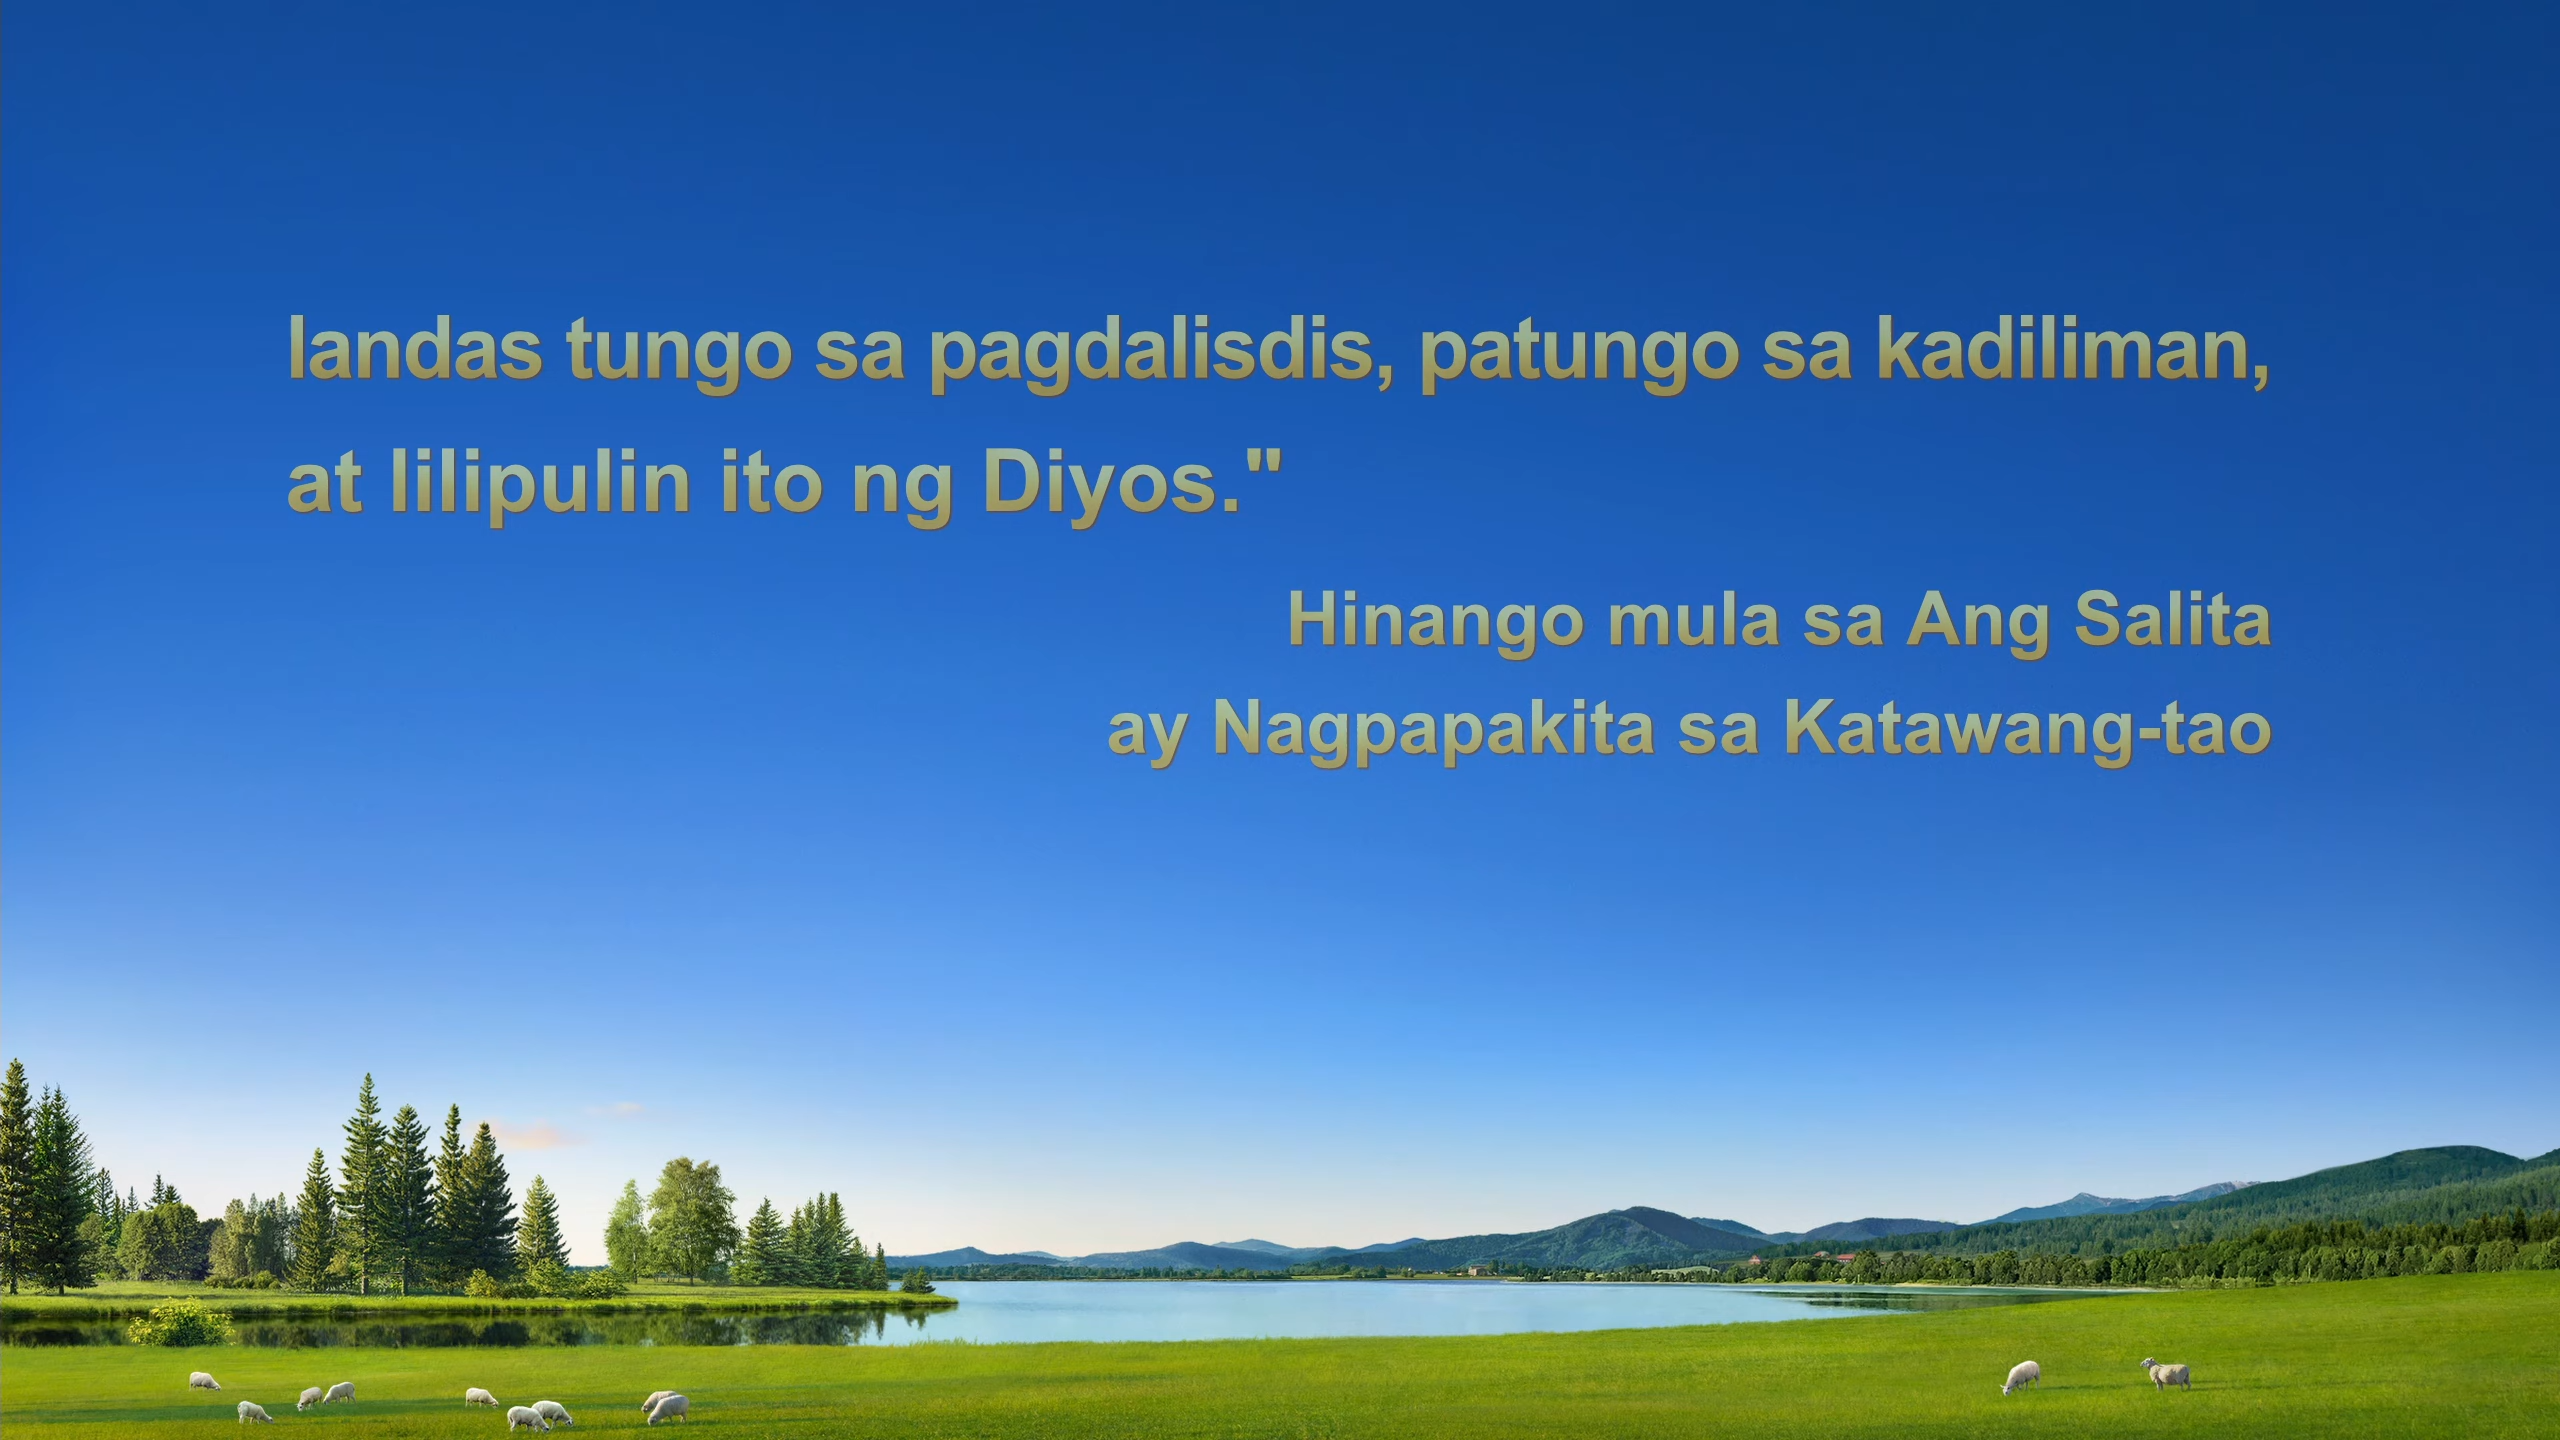 landas tungo sa pagdalisdis, patungo sa kadiliman,
at lilipulin ito ng Diyos."
Hinango mula sa Ang Salita
ay Nagpapakita sa Katawang-tao